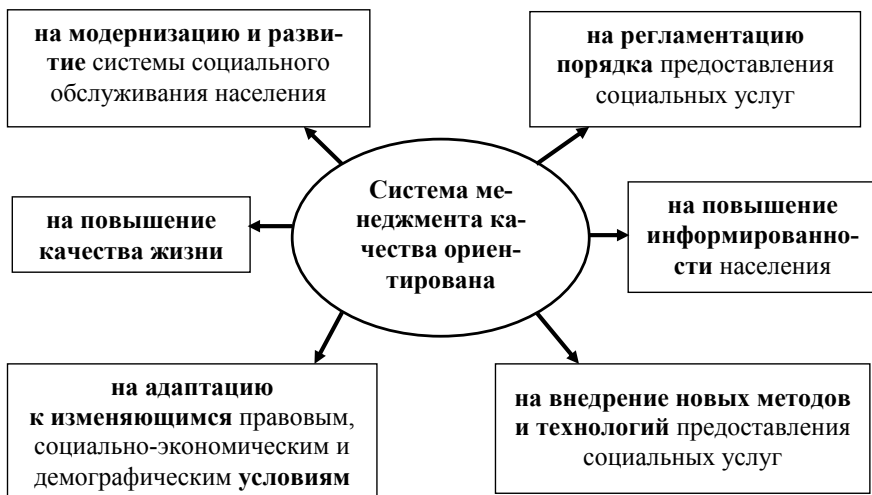 на модернизацию и разви-
тие системы социального
обслуживания населения
на регламентацию
порядка предоставления
социальных услуг
Система ме-
неджмента ка-
чества ориен-
тирована
на повышение
качества жизни
на повышение
информированно-
сти населения
на адаптацию
к изменяющимся правовым,
социально-экономическим и
демографическим условиям
на внедрение новых методов
и технологий предоставления
социальных услуг